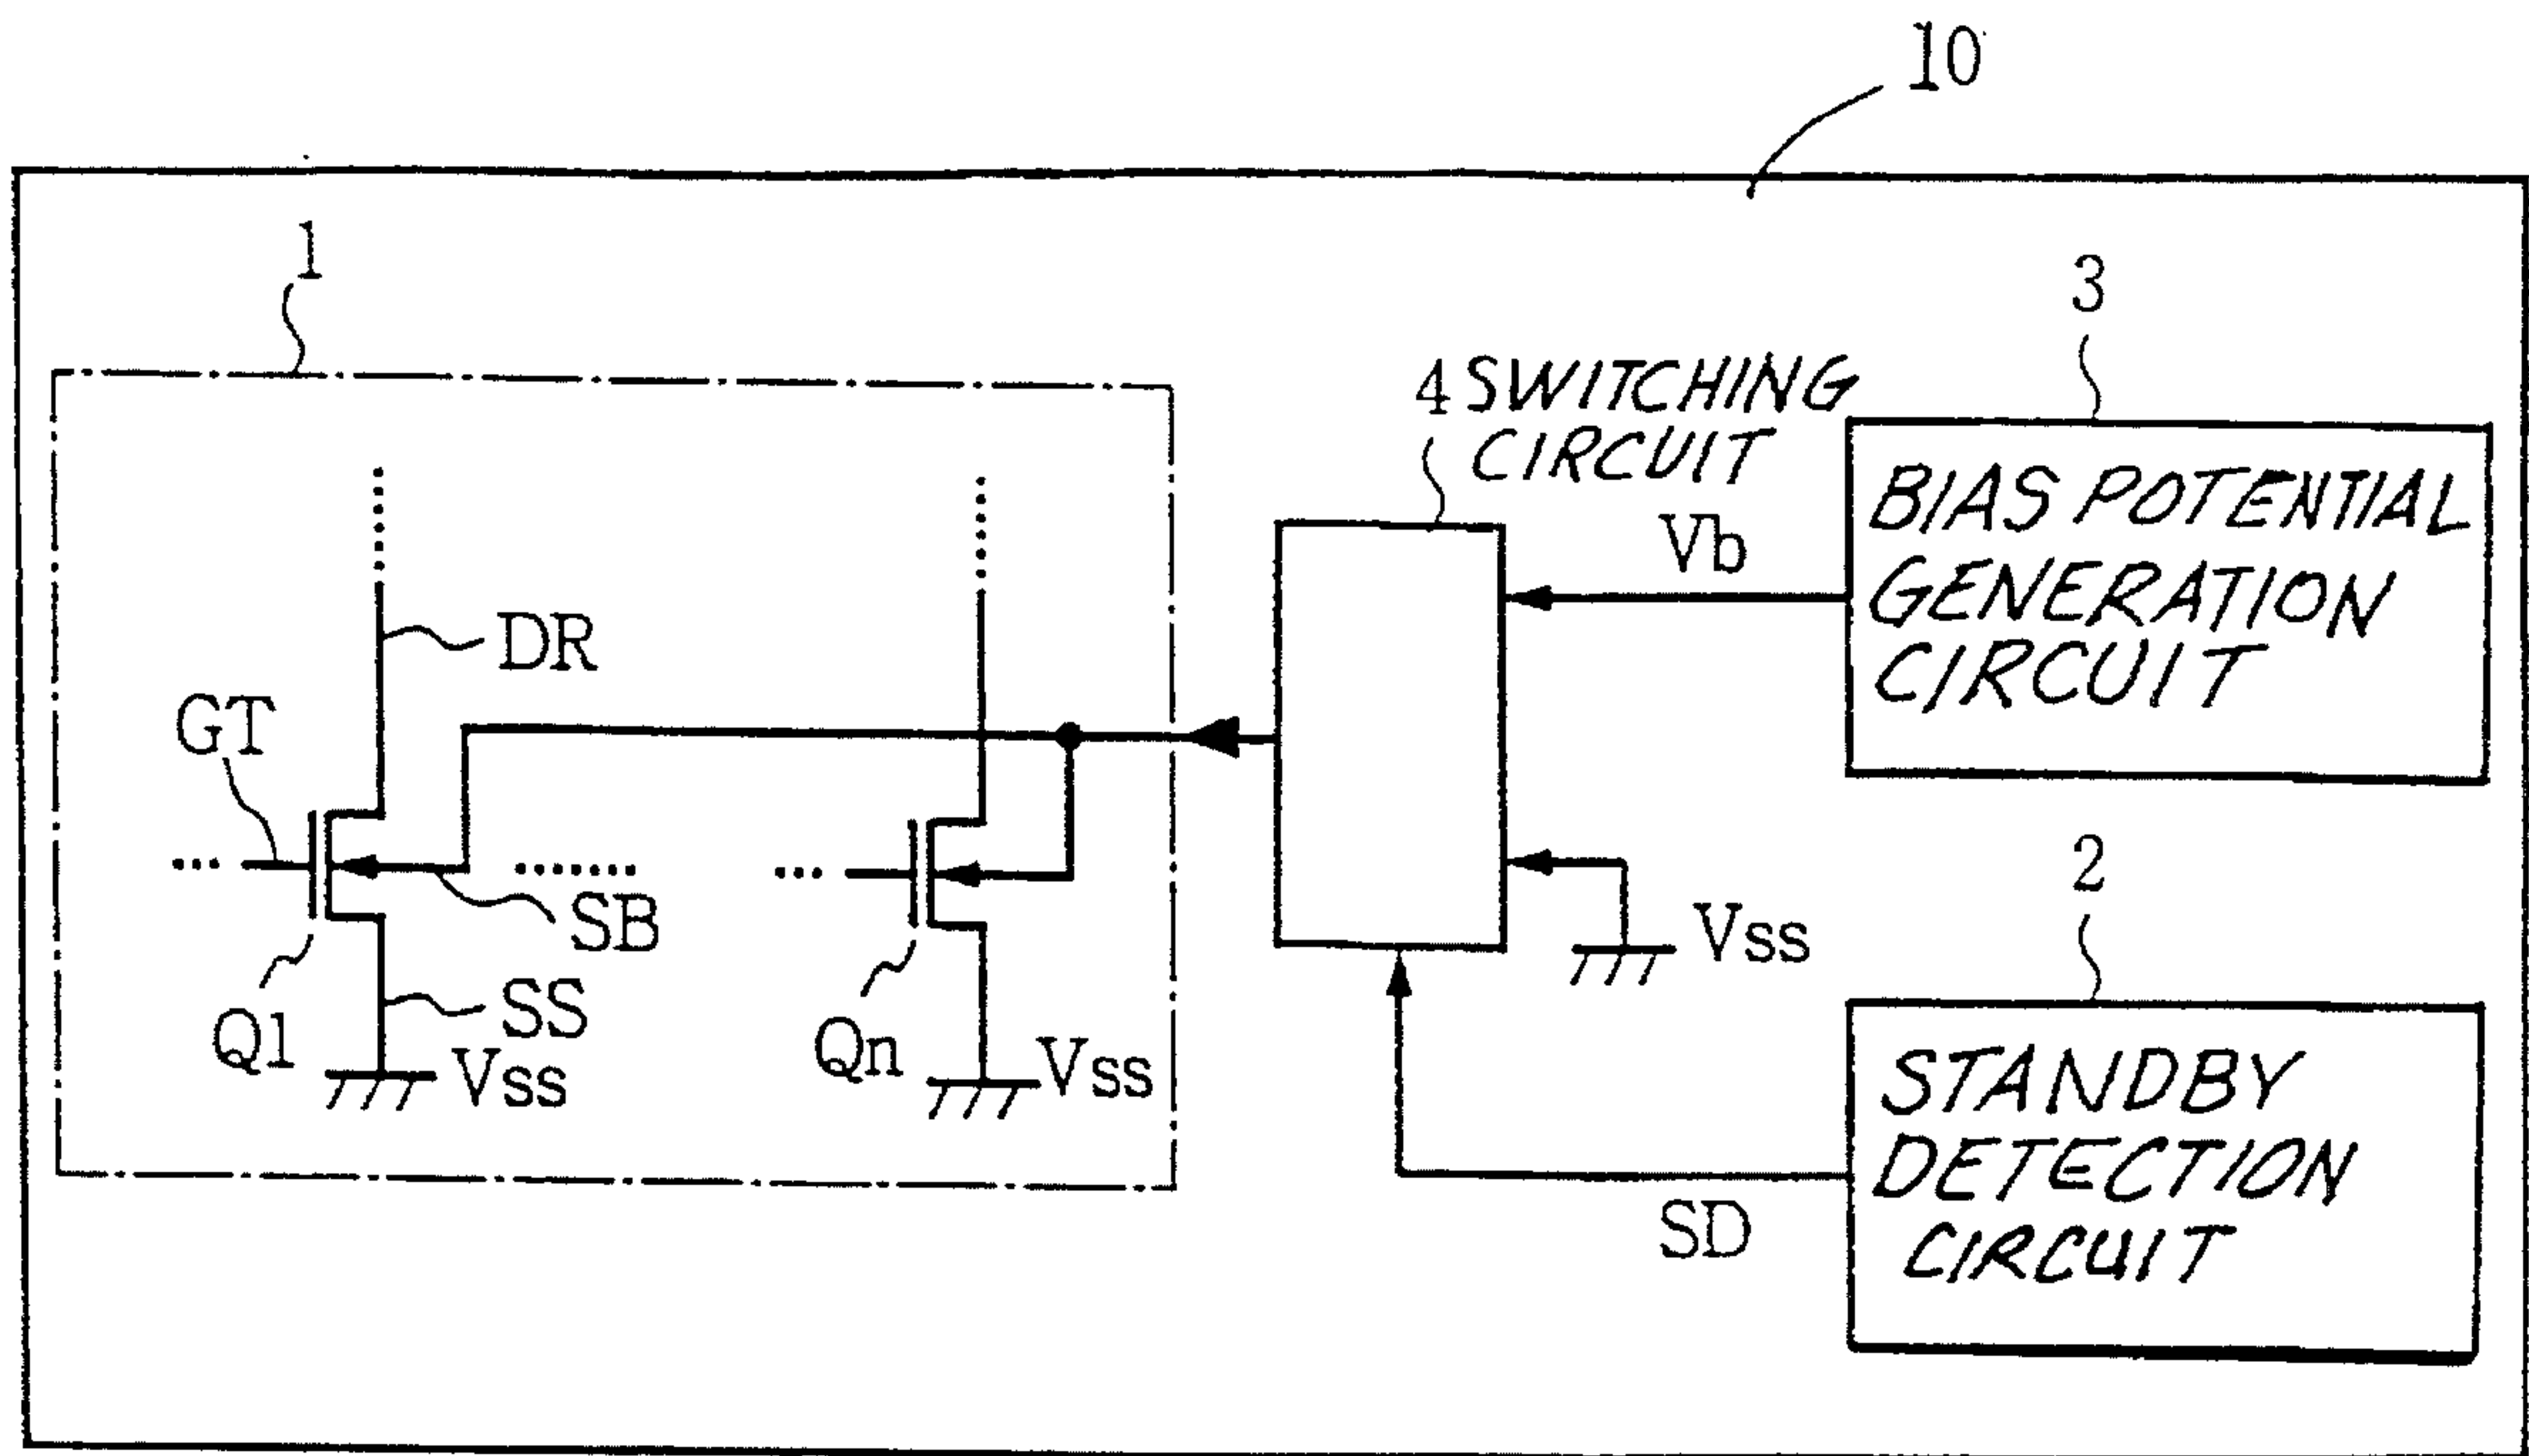 10
1
3
4 SWITCHING
CIRCUIT
BIAS POTENTIAL
GENERATION
CIRCUIT
Vb
DR
GT
SB
Q1
SS
Vss
Qn
Vss
Vss
2
STANDBY
DETECTION
CIRCUIT
SD